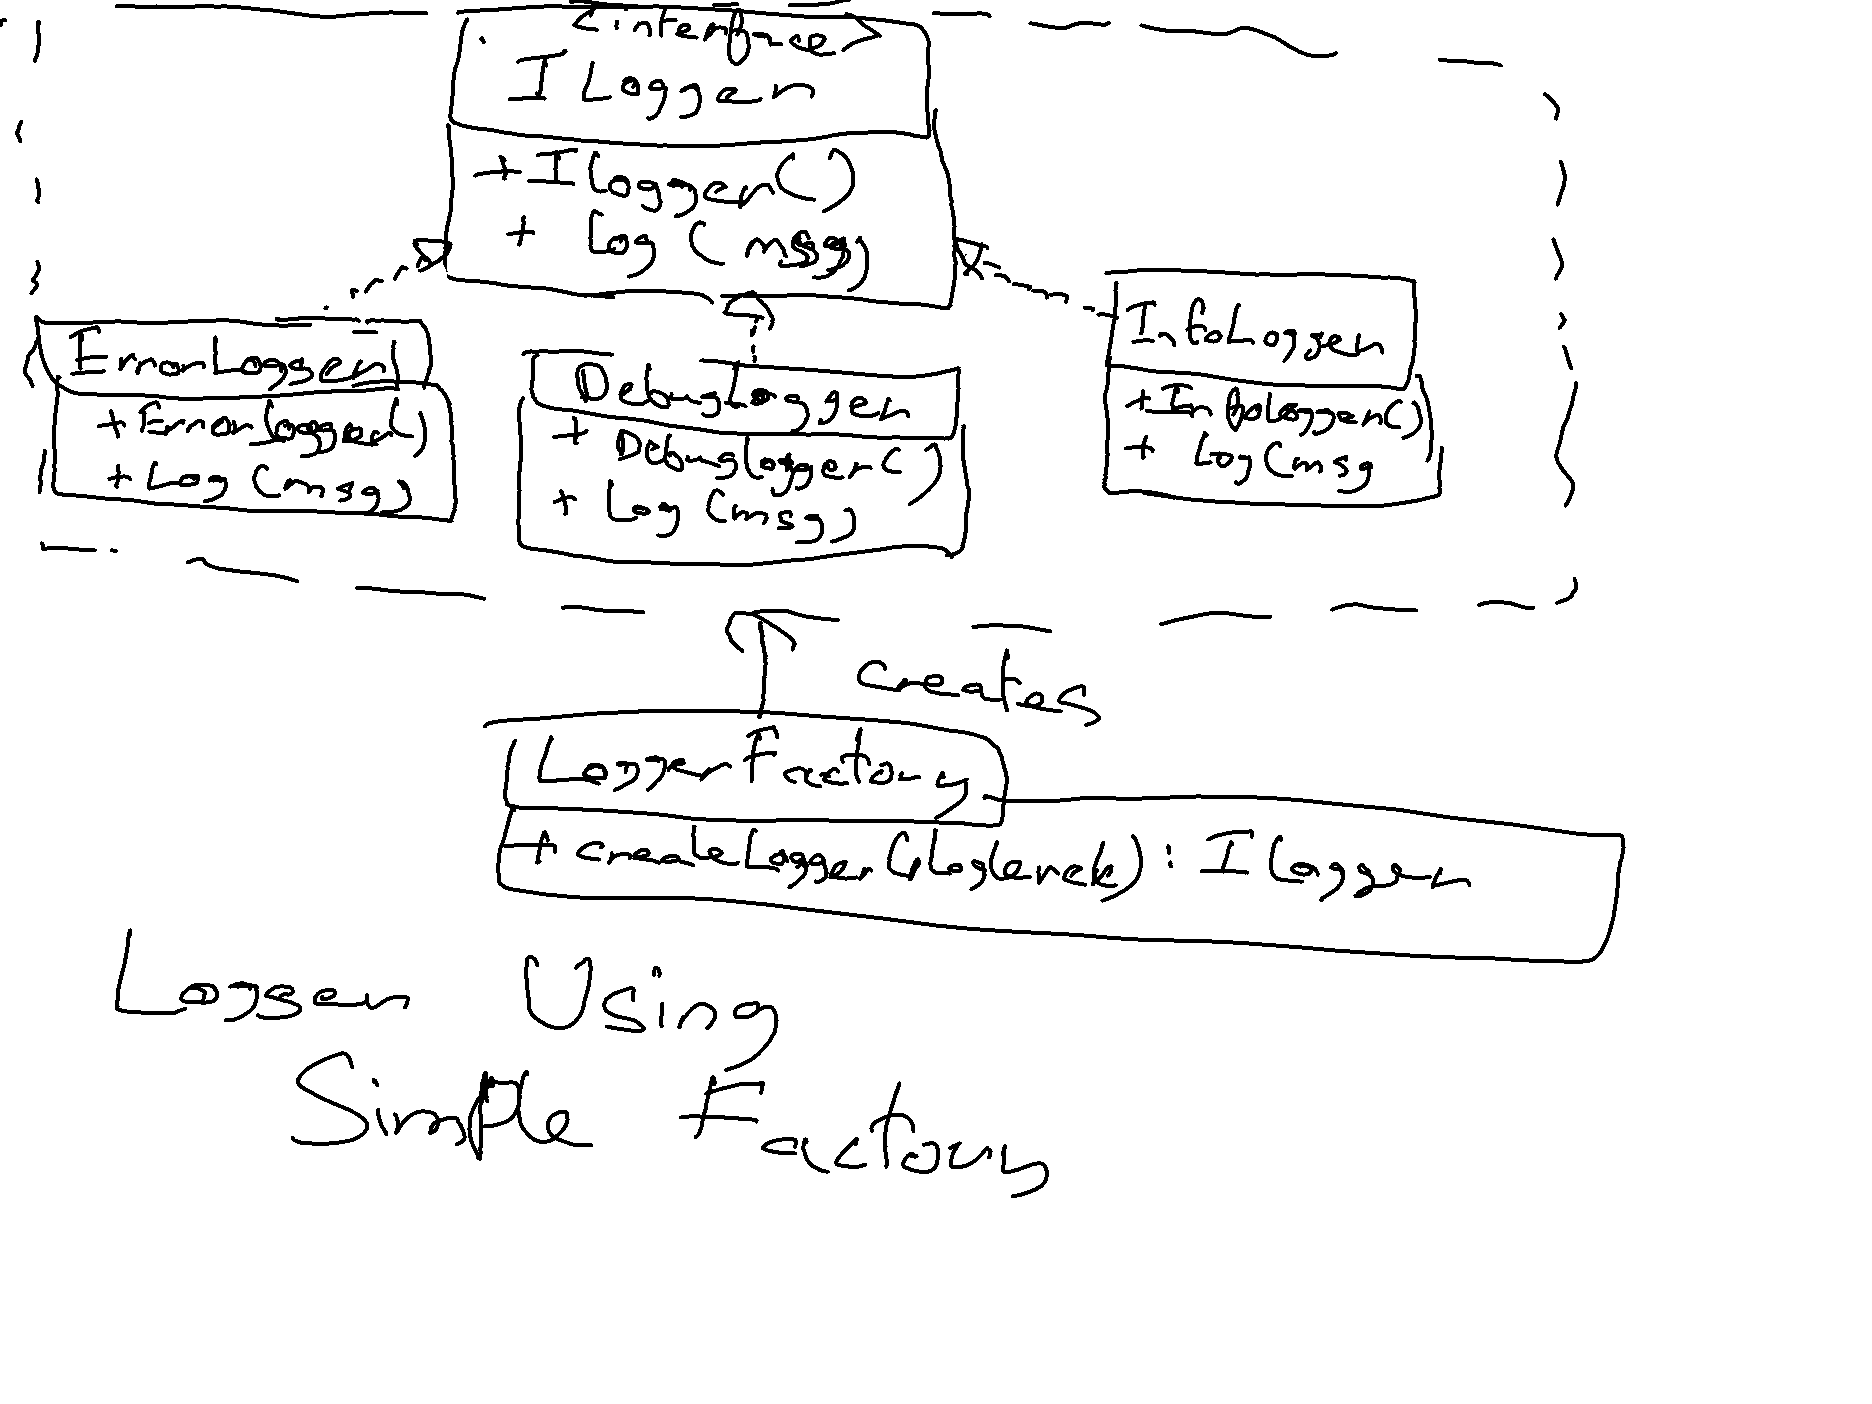 <interface>
ILogger
+ILogger()
+ Log (msg)
ErrorLogger
+ ErrorLogger()
+ Log (msg)
DebugLogger
+ DebugLogger()
+ Log (msg)
InfoLogger
+InfoLogger()
+ Log(msg
creates
LoggerFactory
+ createLogger( ): ILogger
Logger Using
Simple Factory